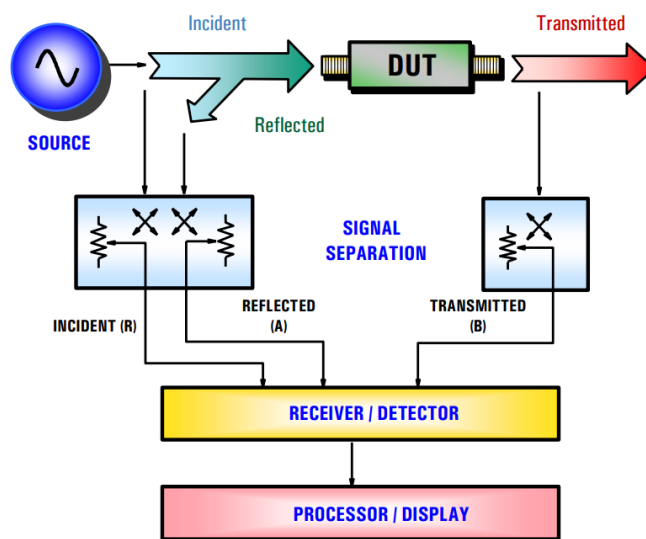 Incident
Transmitted
DUT
SOURCE
Reflected
SIGNAL
SEPARATION
INCIDENT (R)
REFLECTED
(A)
TRANSMITTED
(B)
RECEIVER / DETECTOR
PROCESSOR / DISPLAY